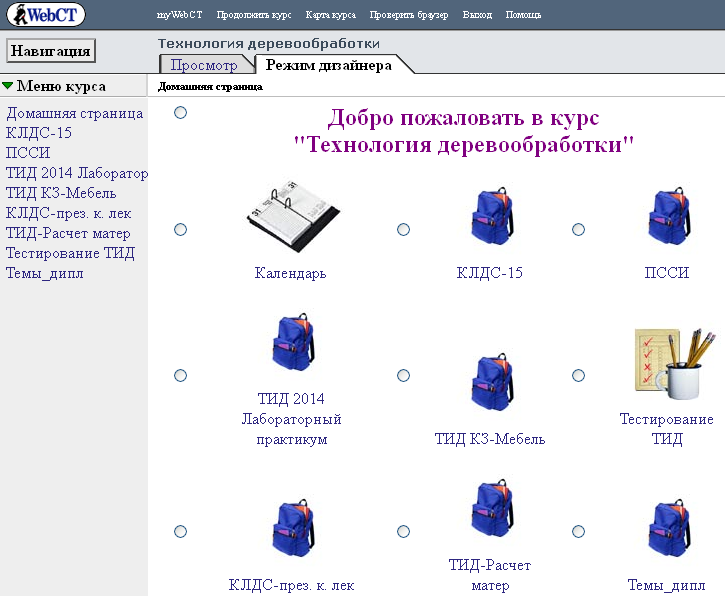 WebCT
myWebCT Продолжить курс Карта курса Проверить браузер Выход Помощь
Навигация
Технология деревообработки
Просмотр Режим дизайнера
Меню курса
Домашняя страница
Домашняя страница
КЛДС-15
ПССИ
ТИД 2014 Лаборатор
ТИД КЗ-Мебель
КЛДС-през. к. лек
ТИД-Расчет матер
Тестирование ТИД
Темы_дипл
Добро пожаловать в курс
"Технология деревообработки"
31 31
Календарь КЛДС-15 ПССИ
ТИД 2014
Лабораторный
практикум
ТИД КЗ-Мебель
Тестирование
ТИД
КЛДС-през. к. лек
ТИД-Расчет
матер
Темы_дипл